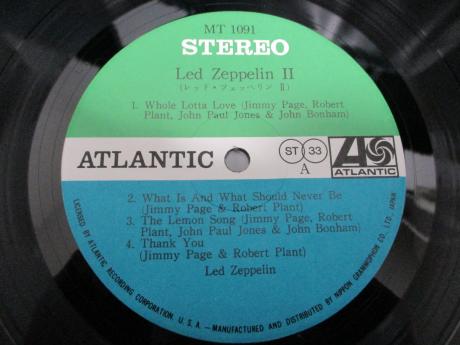 MT 1091
STEREO
Led Zeppelin II
(レッド・ツェッペリン Ⅱ)
1. Whole Lotta Love (Jimmy Page, Robert
Plant, John Paul Jones & John Bonham)
ATLANTIC
ST 33
A
ATLANTIC
2. What Is And What Should Never Be
(Jimmy Page & Robert Plant)
3. The Lemon Song (Jimmy Page, Robert
Plant, John Paul Jones & John Bonham)
4. Thank You
(Jimmy Page & Robert Plant)
Led Zeppelin
LICENSED BY ATLANTIC RECORDING CORPORATION. U.S.A. - MANUFACTURED AND DISTRIBUTED BY NIPPON GRAMMOPHON CO. LTD., JAPAN